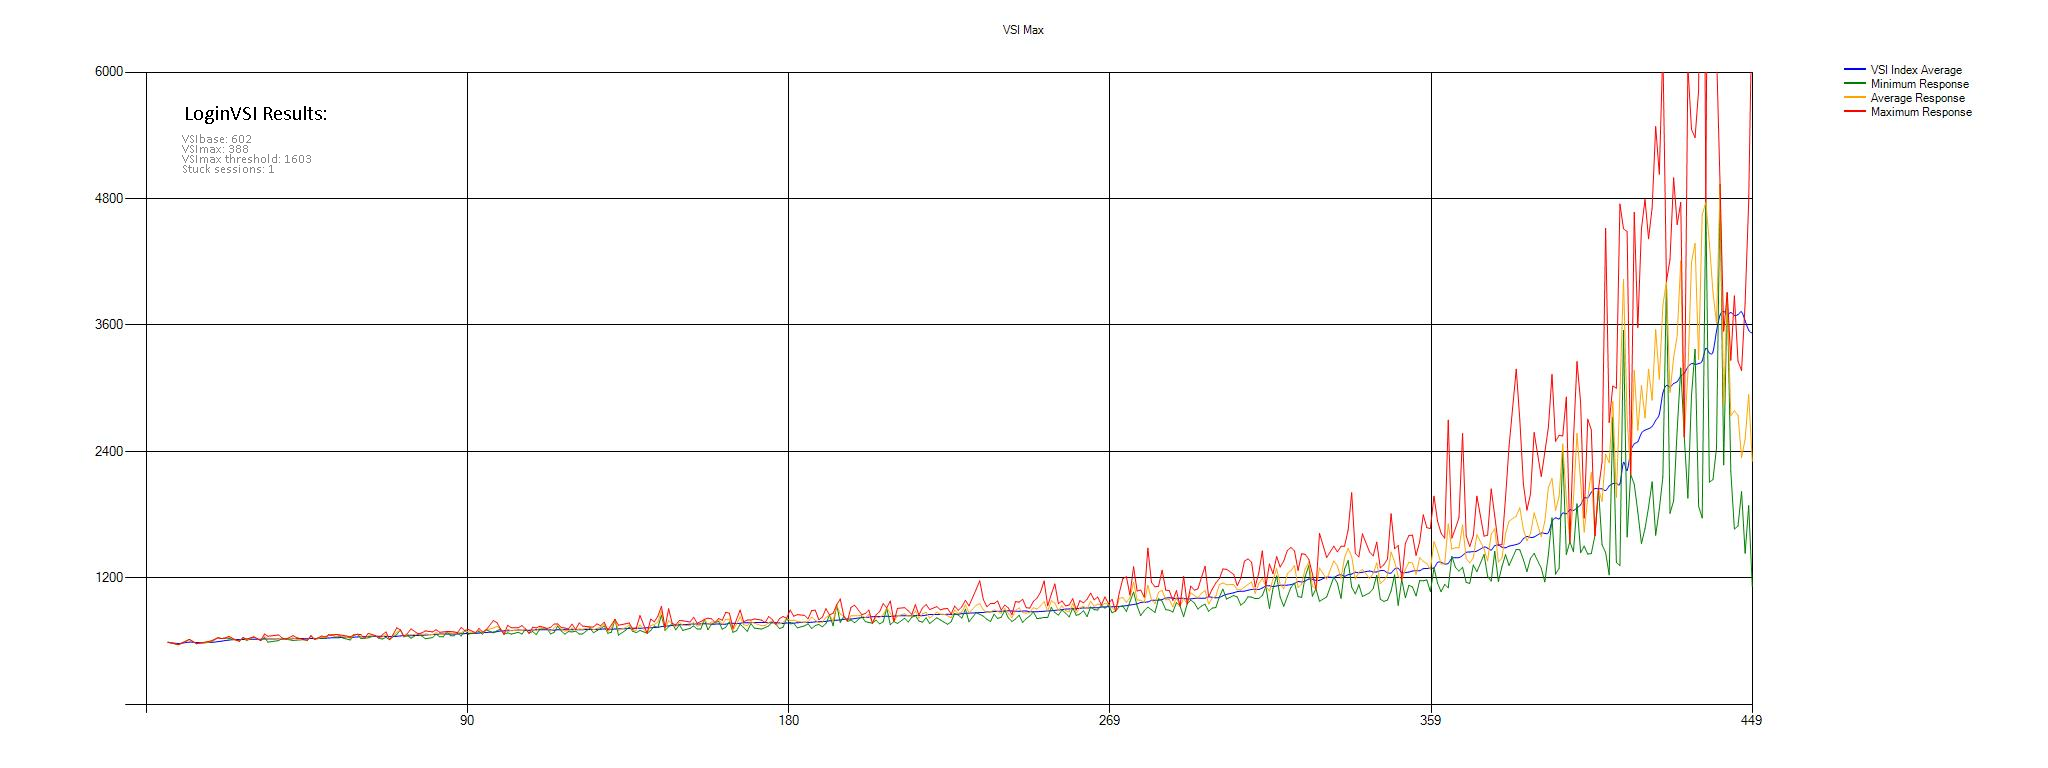 VSI Max
6000
4800
3600
2400
1200
90
180
269
359
449
LoginVSI Results:
VSIbase: 602
VSImax: 388
VSImax threshold: 1603
Stuck sessions: 1
VSI Index Average
Minimum Response
Average Response
Maximum Response